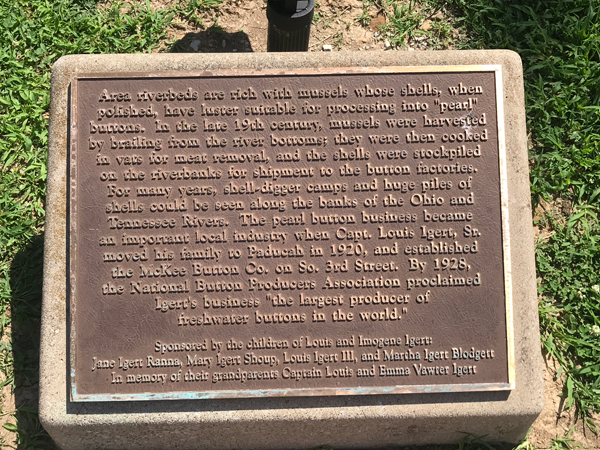 Area riverbeds are rich with mussels whose shells, when
polished, have luster suitable for processing into "pearl"
buttons. In the late 19th century, mussels were harvested
by brailing from the river bottoms; they were then cooked
in vats for meat removal, and the shells were stockpiled
on the riverbanks for shipment to the button factories.
For many years, shell-digger camps and huge piles of
shells could be seen along the banks of the Ohio and
Tennessee Rivers. The pearl button business became
an important local industry when Capt. Louis Igert, Sr.
moved his family to Paducah in 1920, and established
the McKee Button Co. on So. 3rd Street. By 1928,
the National Button Producers Association proclaimed
Igert's business "the largest producer of
freshwater buttons in the world."
Sponsored by the children of Louis and Imogene Igert:
Jane Igert Ranna, Mary Igert Shoup, Louis Igert III, and Martha Igert Blodgett
In memory of their grandparents Captain Louis and Emma Vawter Igert